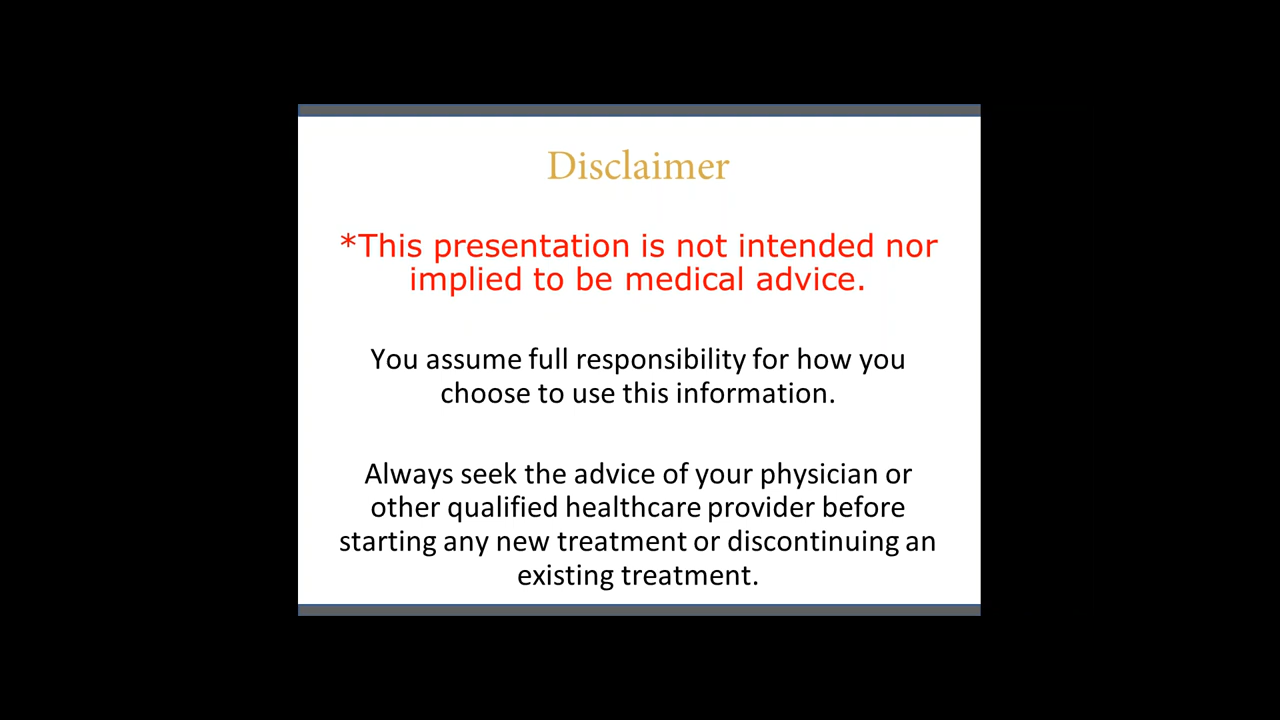 Disclaimer
*This presentation is not intended nor
implied to be medical advice.
You assume full responsibility for how you
choose to use this information.
Always seek the advice of your physician or
other qualified healthcare provider before
starting any new treatment or discontinuing an
existing treatment.